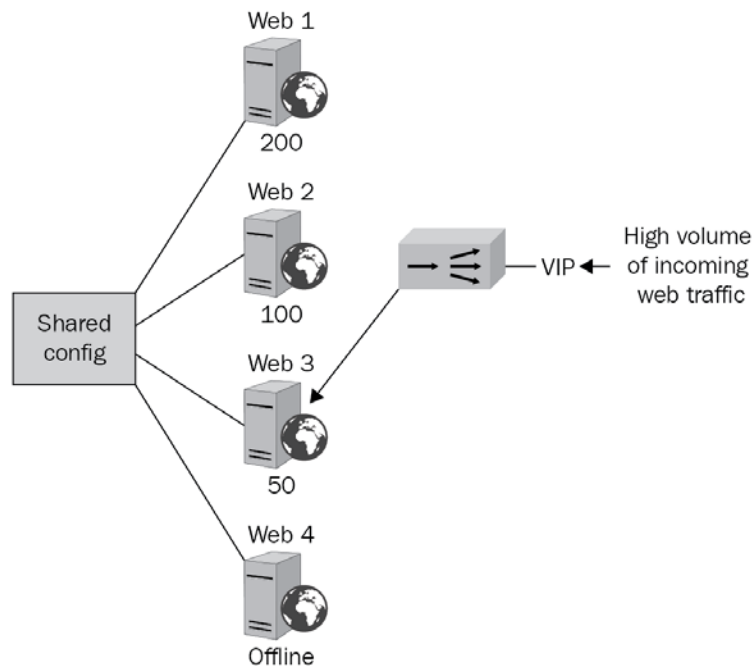 Web 1
200
Web 2
100
Shared
config
Web 3
50
Web 4
Offline
VIP
High volume
of incoming
web traffic